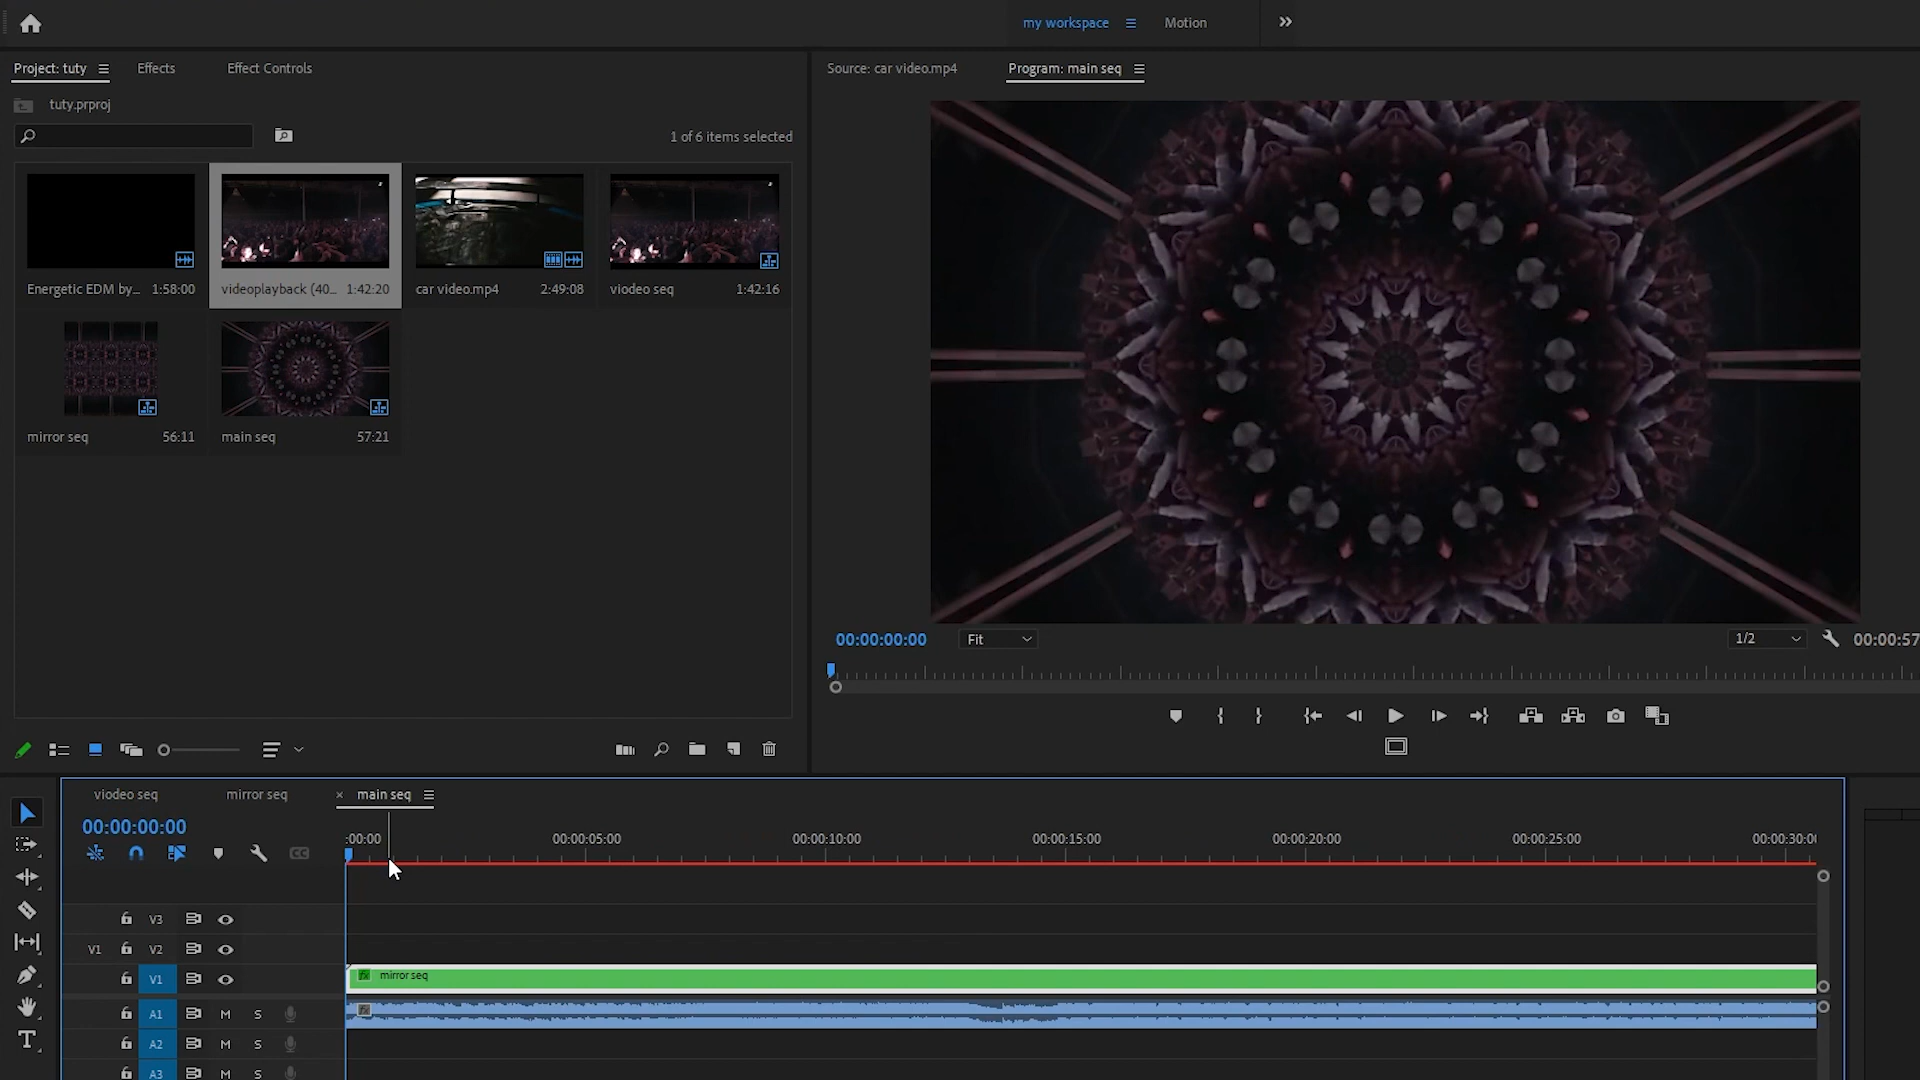 my workspace
Motion
Project: tuty
Effects
Effect Controls
Source: car video.mp4
Program: main seq
tuty.prproj
1 of 6 items selected
Energetic EDM by... 1:58:00
videoplayback (40... 1:42:20
car video.mp4 2:49:08
viodeo seq 1:42:16
mirror seq 56:11
main seq 57:21
00:00:00:00
Fit
1/2
00:00:57
viodeo seq
mirror seq
× main seq
00:00:00:00
:00:00
00:00:05:00
00:00:10:00
00:00:15:00
00:00:20:00
00:00:25:00
00:00:30:00
CC
V3
V1 V2
V1
fx mirror seq
A1 M S
fx
A2 M S
A3 M S
T